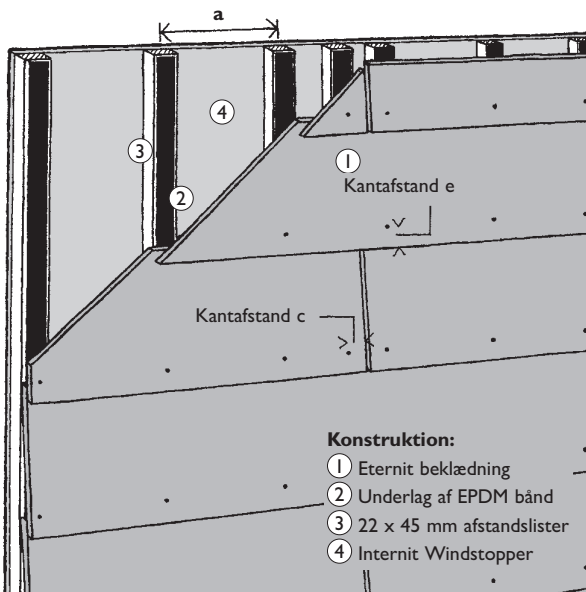 a
3
4
2
1
Kantafstand e
Kantafstand c
Konstruktion:
1 Eternit beklædning
2 Underlag af EPDM bånd
3 22 x 45 mm afstandslister
4 Internit Windstopper